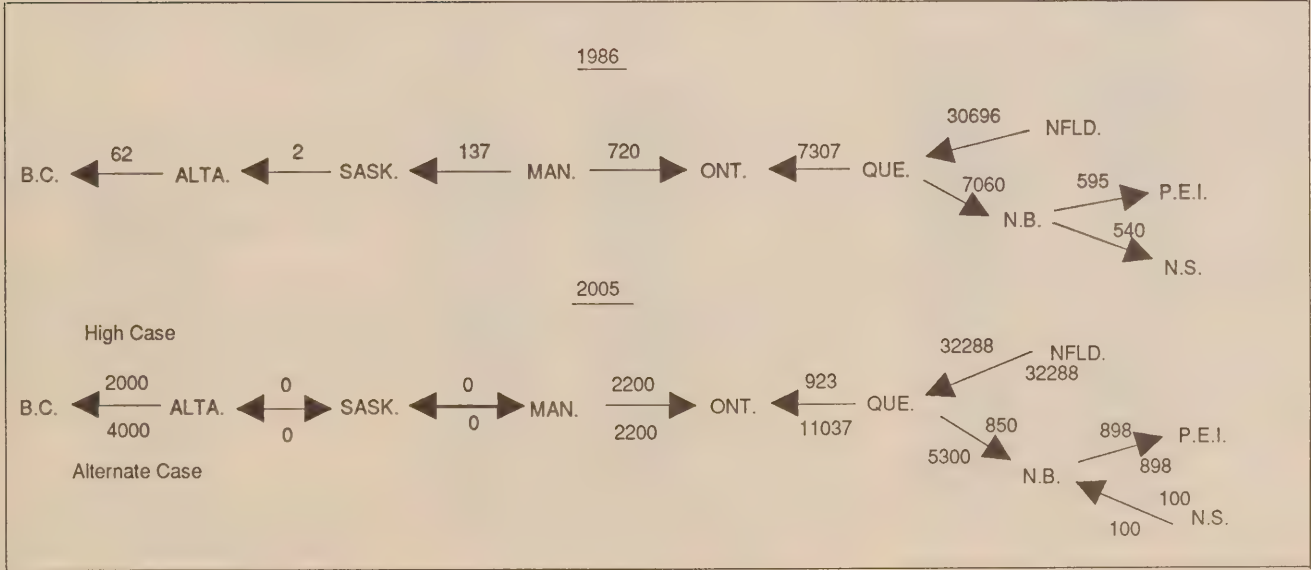 1986
30696 NFLD.
B.C. 62 ALTA. 2 SASK. 137 MAN. 720 ONT. 7307 QUE.
7060 595 P.E.I.
N.B. 540
N.S.
2005
High Case
32288 NFLD.
32288
2000 0 0 2200 923
B.C. ALTA. SASK. MAN. ONT. QUE.
4000 0 0 2200 11037
850 898 P.E.I.
5300 898
Alternate Case
N.B.
100 N.S.
100